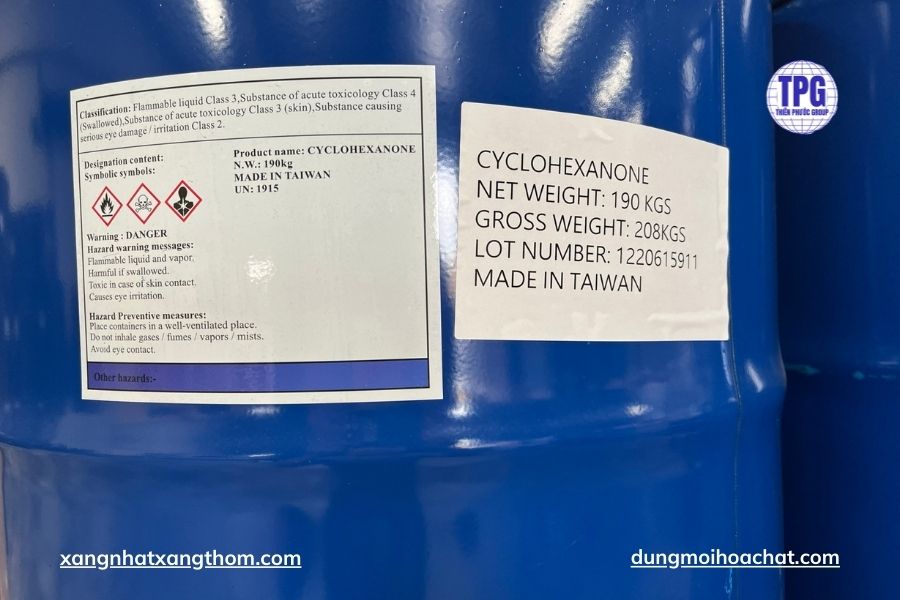 Classification: Flammable liquid Class 3,Substance of acute toxicology Class 4
(Swallowed),Substance of acute toxicology Class 3 (skin),Substance causing
serious eye damage / irritation Class 2.
Designation content:
Symbolic symbols:
Product name: CYCLOHEXANONE
N.W.: 190kg
MADE IN TAIWAN
UN: 1915
Warning : DANGER
Hazard warning messages:
Flammable liquid and vapor.
Harmful if swallowed.
Toxic in case of skin contact.
Causes eye irritation.
Hazard Preventive measures:
Place containers in a well-ventilated place.
Do not inhale gases / fumes / vapors / mists.
Avoid eye contact.
Other hazards:-
CYCLOHEXANONE
NET WEIGHT: 190 KGS
GROSS WEIGHT: 208KGS
LOT NUMBER: 1220615911
MADE IN TAIWAN
TPG
THIÊN PHƯỚC GROUP
xangnhatxangthom.com
dungmoihoachat.com